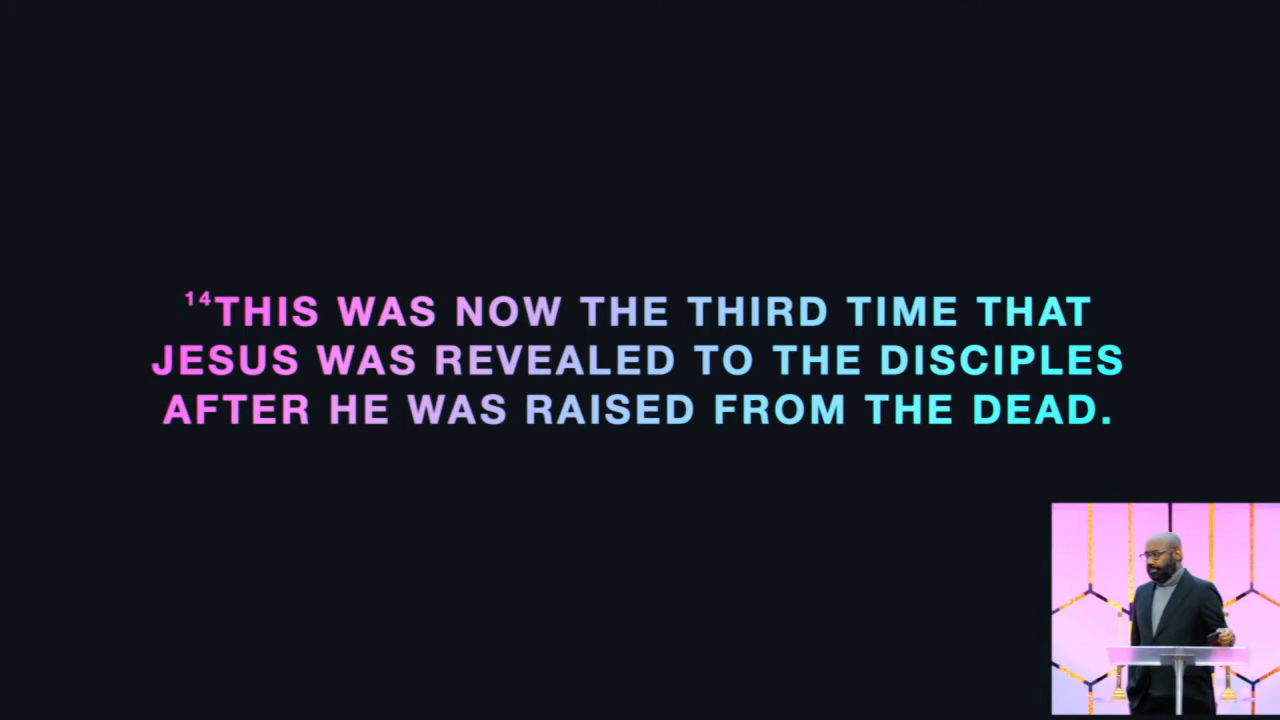 ¹⁴THIS WAS NOW THE THIRD TIME THAT
JESUS WAS REVEALED TO THE DISCIPLES
AFTER HE WAS RAISED FROM THE DEAD.